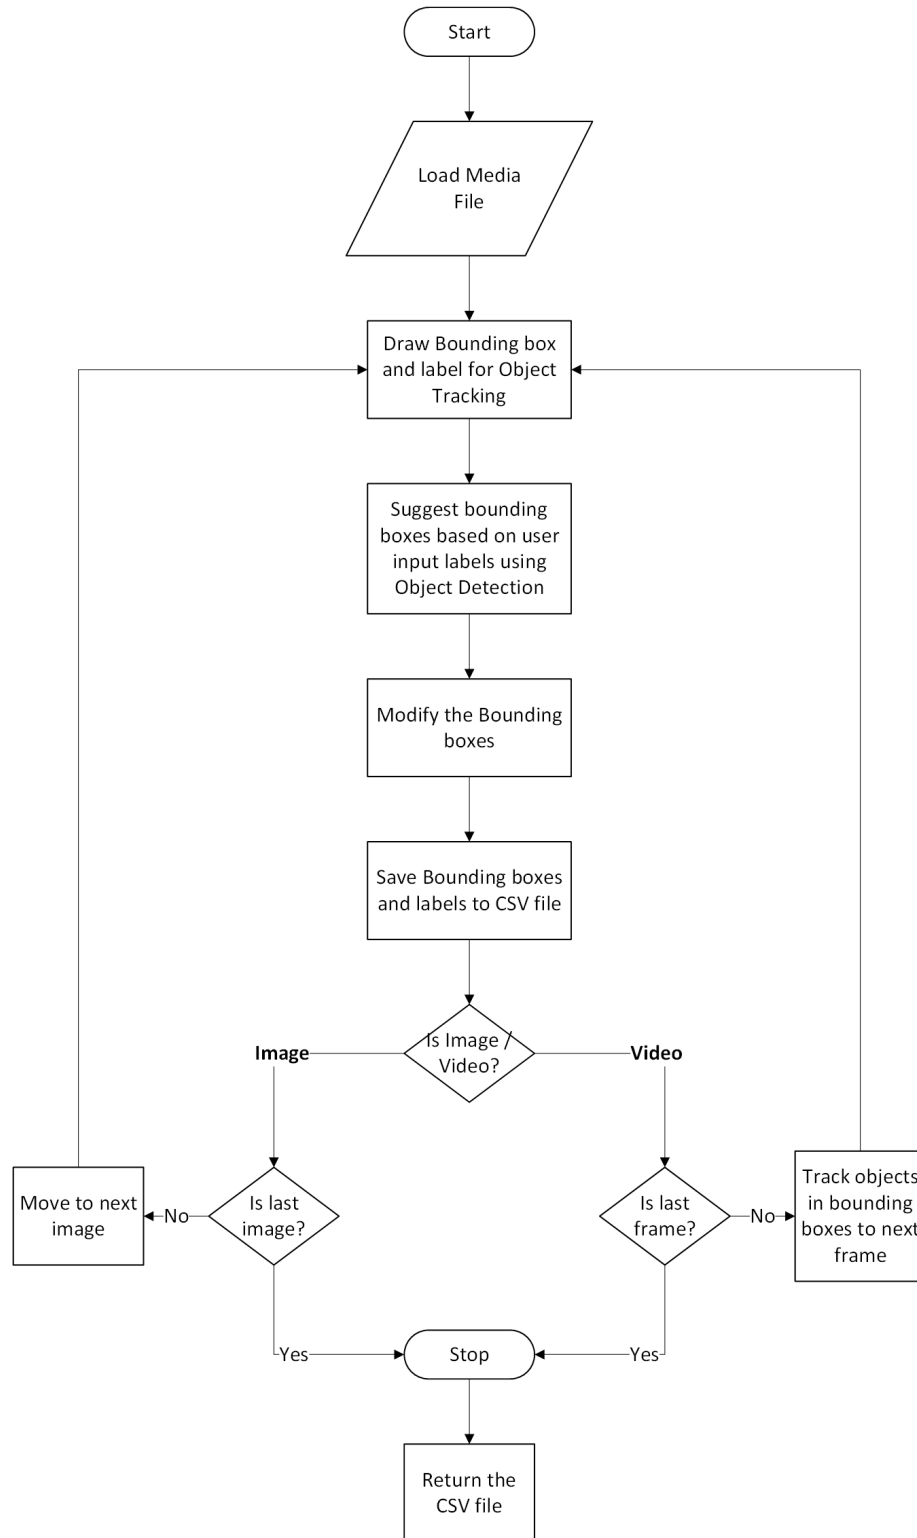 Start
Load Media
File
Draw Bounding box
and label for Object
Tracking
Suggest bounding
boxes based on user
input labels using
Object Detection
Modify the Bounding
boxes
Save Bounding boxes
and labels to CSV file
Is Image /
Video?
Image
Video
Move to next
image
No
Is last
image?
Is last
frame?
No
Track objects
in bounding
boxes to next
frame
Yes
Stop
Yes
Return the
CSV file